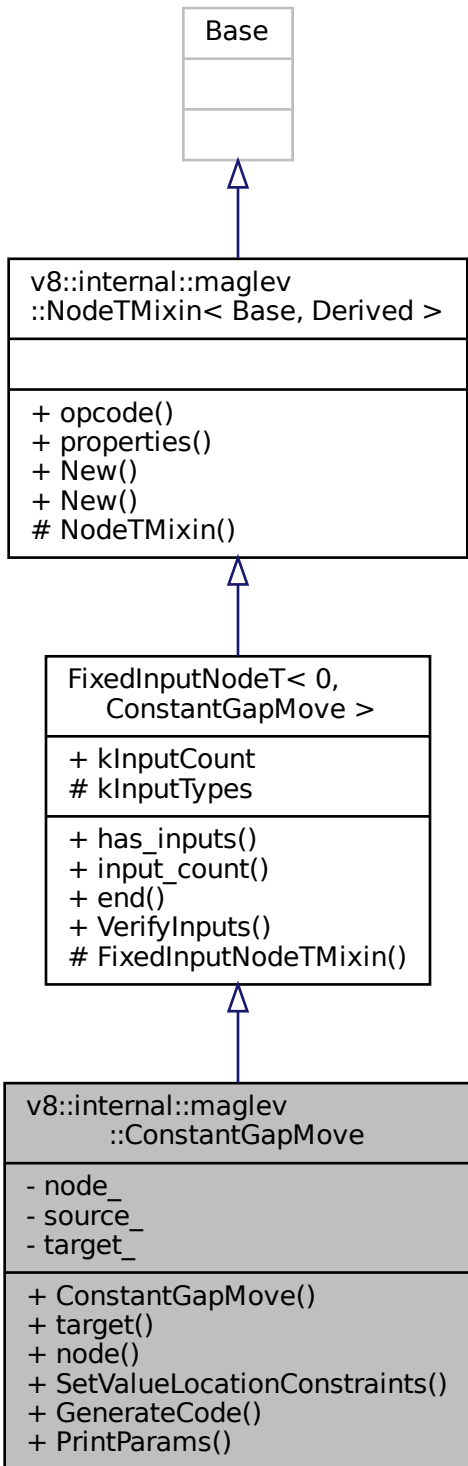 Base
v8::internal::maglev
::NodeTMixin< Base, Derived >
+ opcode()
+ properties()
+ New()
+ New()
# NodeTMixin()
FixedInputNodeT< 0,
ConstantGapMove >
+ kInputCount
# kInputTypes
+ has_inputs()
+ input_count()
+ end()
+ VerifyInputs()
# FixedInputNodeTMixin()
v8::internal::maglev
::ConstantGapMove
- node_
- source_
- target_
+ ConstantGapMove()
+ target()
+ node()
+ SetValueLocationConstraints()
+ GenerateCode()
+ PrintParams()